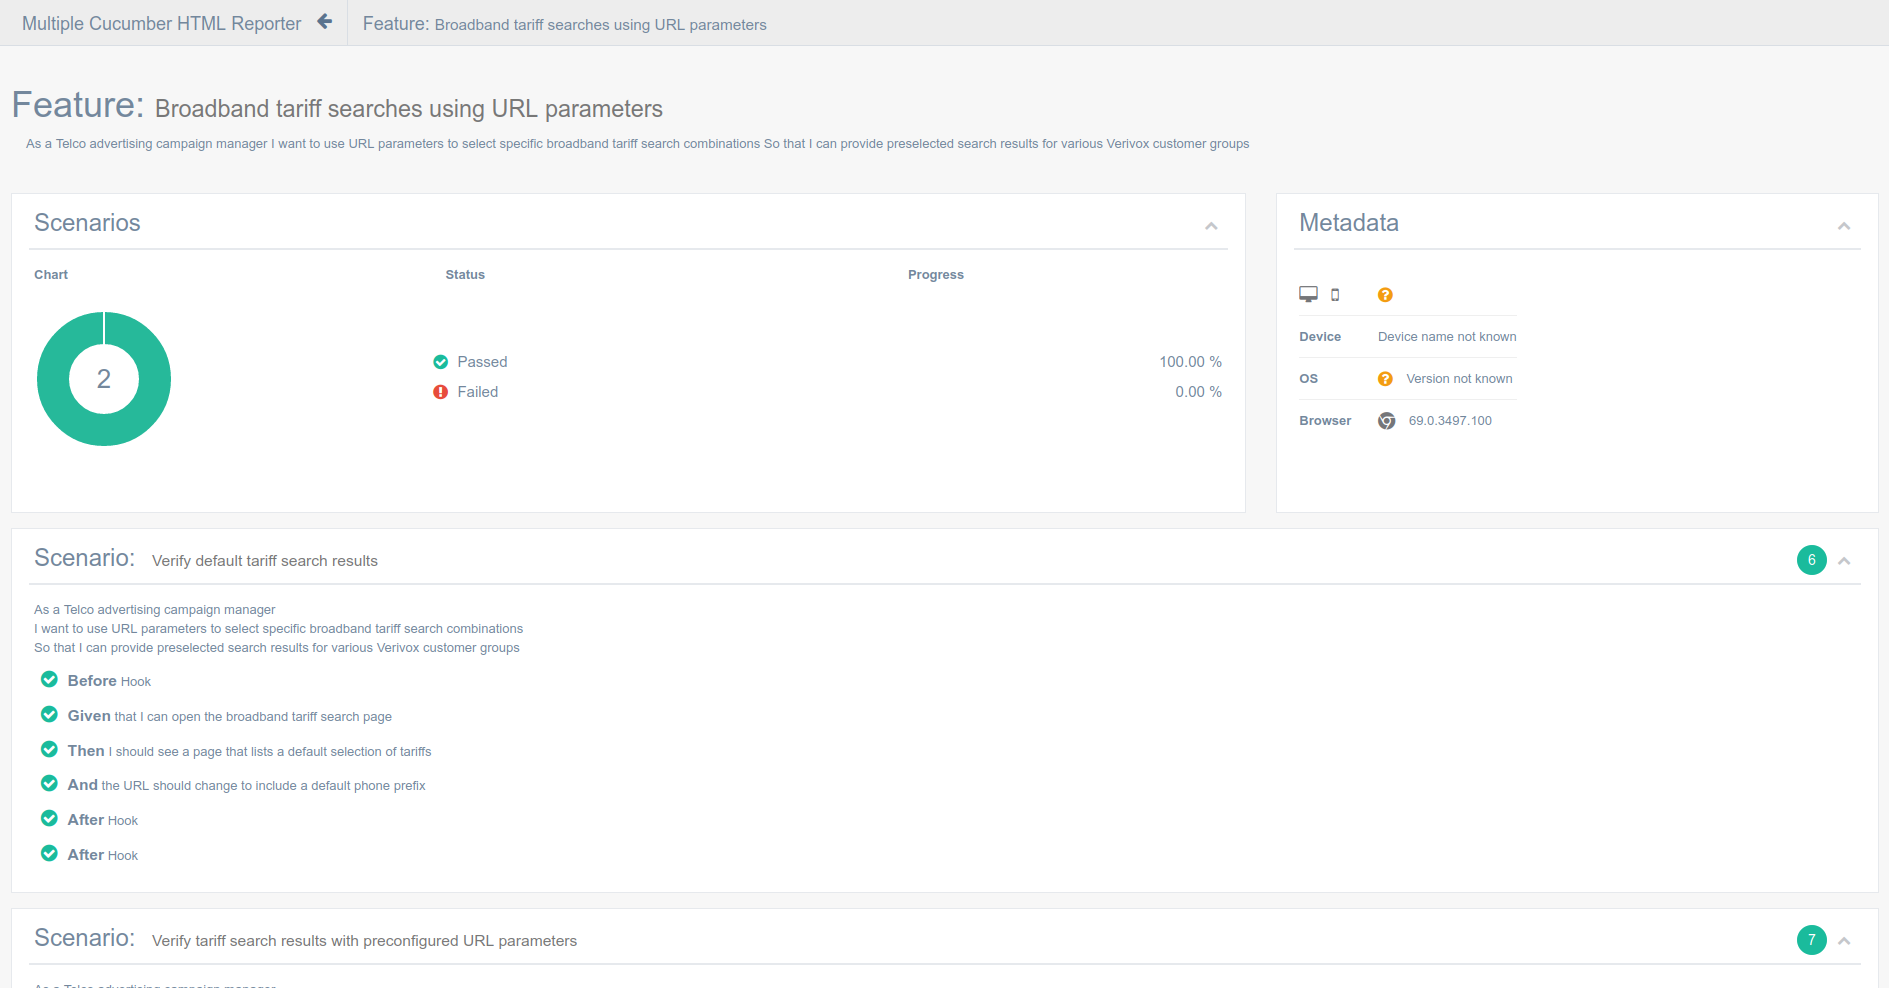 Multiple Cucumber HTML Reporter
Feature: Broadband tariff searches using URL parameters
Feature: Broadband tariff searches using URL parameters
As a Telco advertising campaign manager I want to use URL parameters to select specific broadband tariff search combinations So that I can provide preselected search results for various Verivox customer groups
Scenarios
Chart Status Progress
2
Passed 100.00 %
Failed 0.00 %
Metadata
Device Device name not known
OS Version not known
Browser 69.0.3497.100
Scenario: Verify default tariff search results 6
As a Telco advertising campaign manager
I want to use URL parameters to select specific broadband tariff search combinations
So that I can provide preselected search results for various Verivox customer groups
Before Hook
Given that I can open the broadband tariff search page
Then I should see a page that lists a default selection of tariffs
And the URL should change to include a default phone prefix
After Hook
After Hook
Scenario: Verify tariff search results with preconfigured URL parameters 7
As a Telco advertising campaign manager